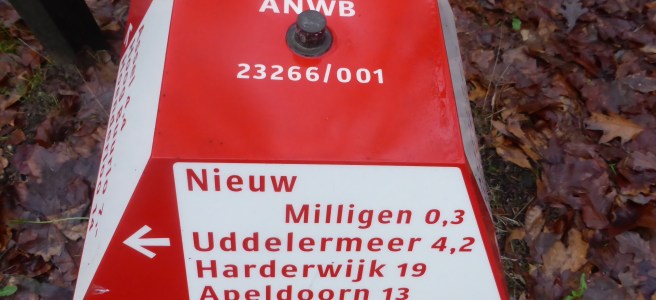 ANWB
23266/001
Nieuw
Milligen 0,3
Uddelermeer 4,2
Harderwijk 19
Apeldoorn 13